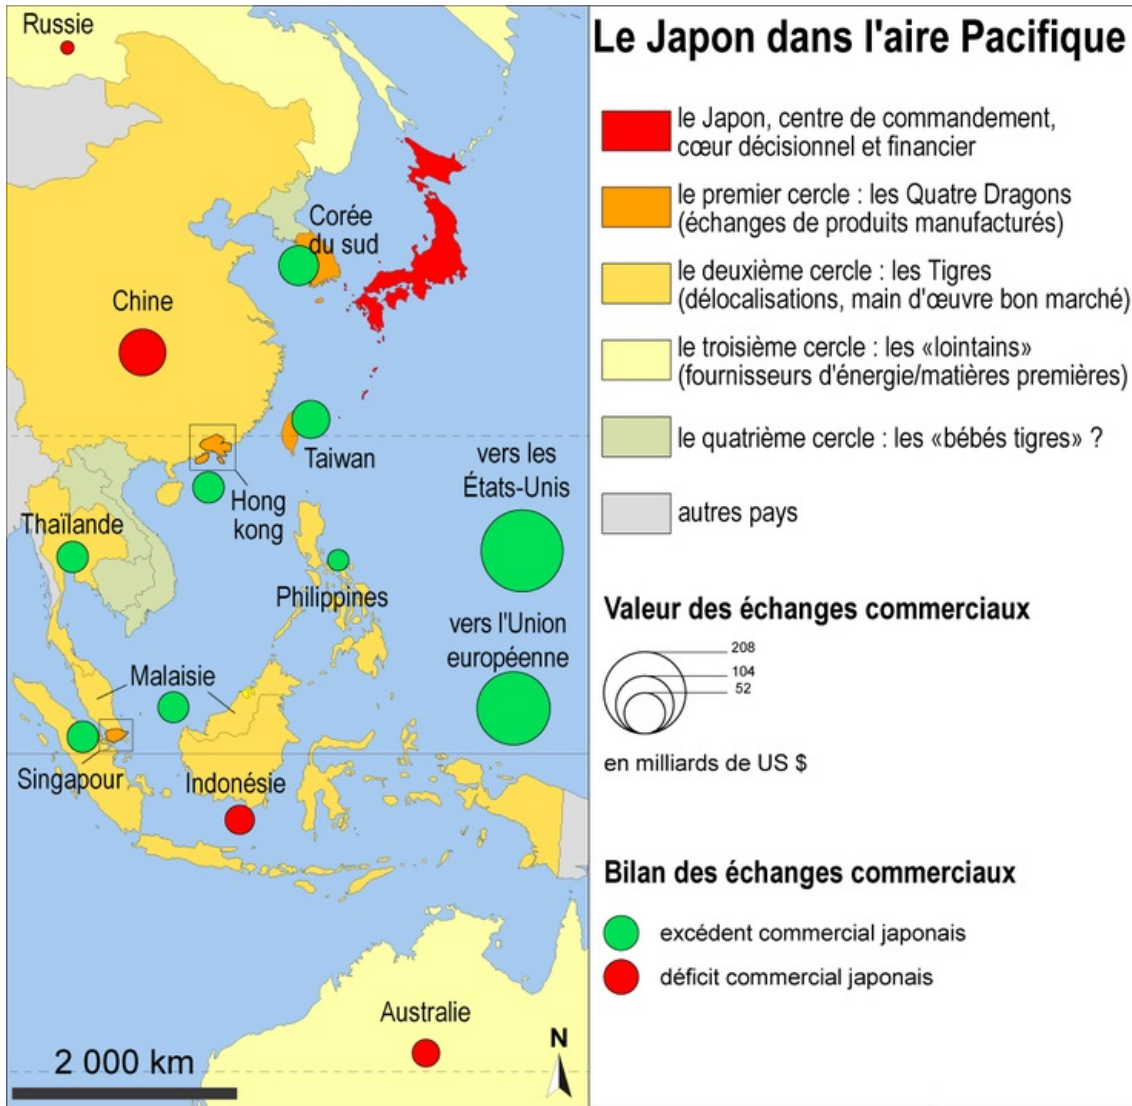 Russie
Corée
du sud
Chine
Taiwan
Hong
kong
Thaïlande
vers les
États-Unis
Philippines
vers l'Union
européenne
Malaisie
Singapour
Indonésie
Australie
2 000 km
N
Le Japon dans l'aire Pacifique
le Japon, centre de commandement,
cœur décisionnel et financier
le premier cercle : les Quatre Dragons
(échanges de produits manufacturés)
le deuxième cercle : les Tigres
(délocalisations, main d'œuvre bon marché)
le troisième cercle : les «lointains»
(fournisseurs d'énergie/matières premières)
le quatrième cercle : les «bébés tigres» ?
autres pays
Valeur des échanges commerciaux
208
104
52
en milliards de US $
Bilan des échanges commerciaux
excédent commercial japonais
déficit commercial japonais